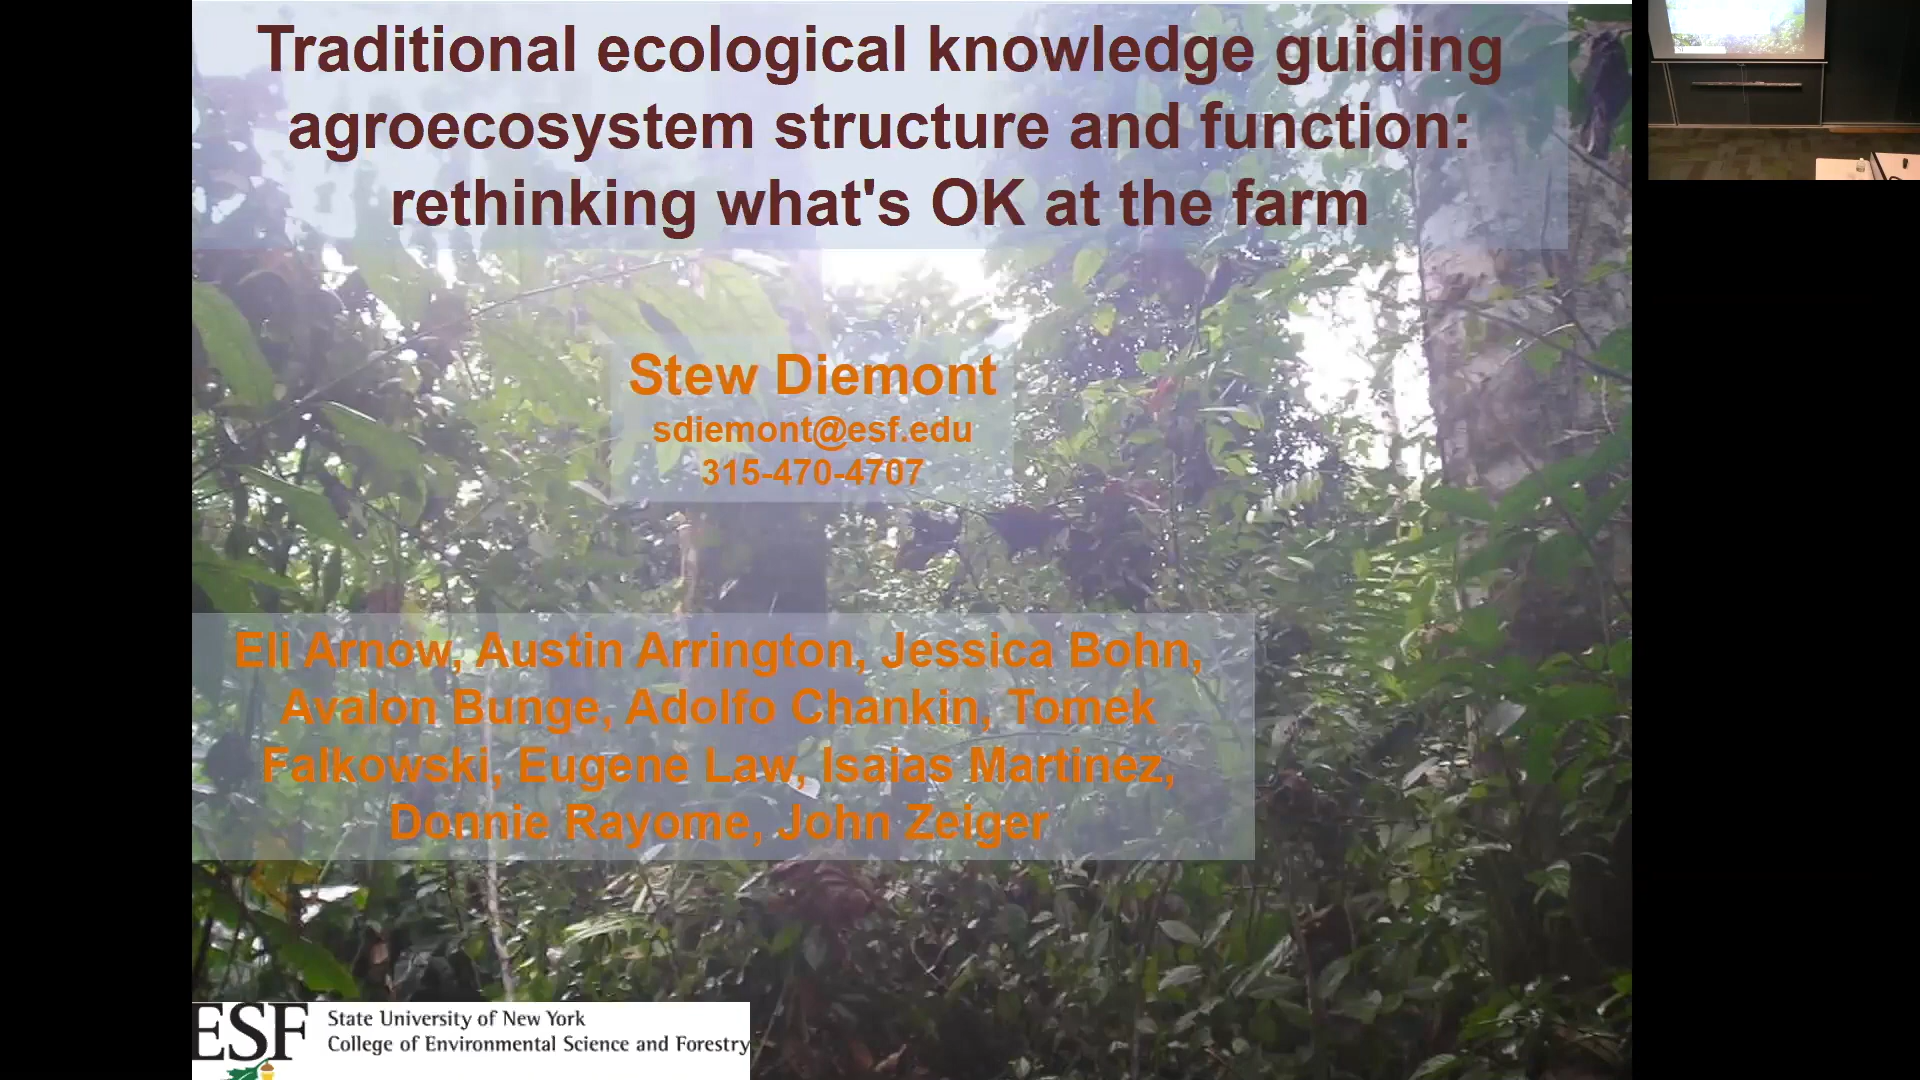 Traditional ecological knowledge guiding
agroecosystem structure and function:
rethinking what's OK at the farm
Stew Diemont
sdiemont@esf.edu
315-470-4707
Eli Arnow, Austin Arrington, Jessica Bohn,
Avalon Bunge, Adolfo Chankin, Tomek
Falkowski, Eugene Law, Isaias Martinez,
Donnie Rayome, John Zeiger
ESF
State University of New York
College of Environmental Science and Forestry